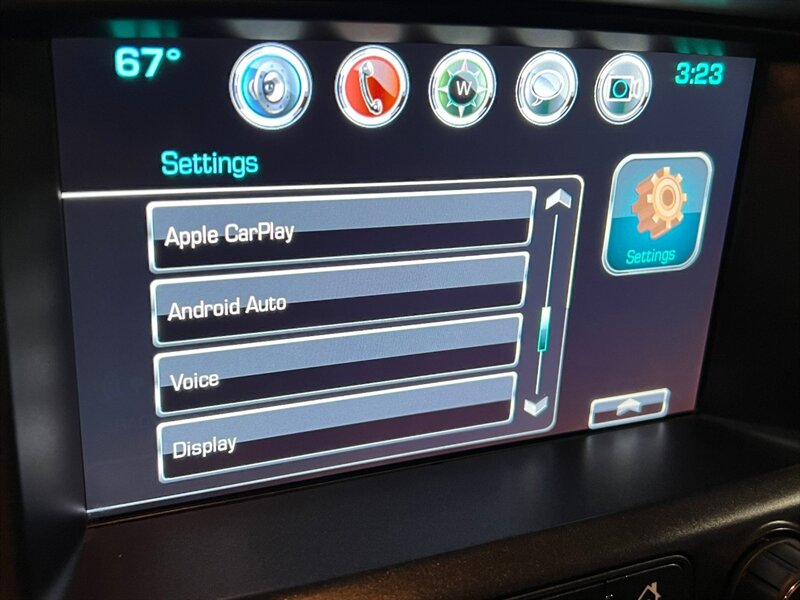 67°
W
3:23
Settings
Apple CarPlay
Android Auto
Voice
Display
Settings